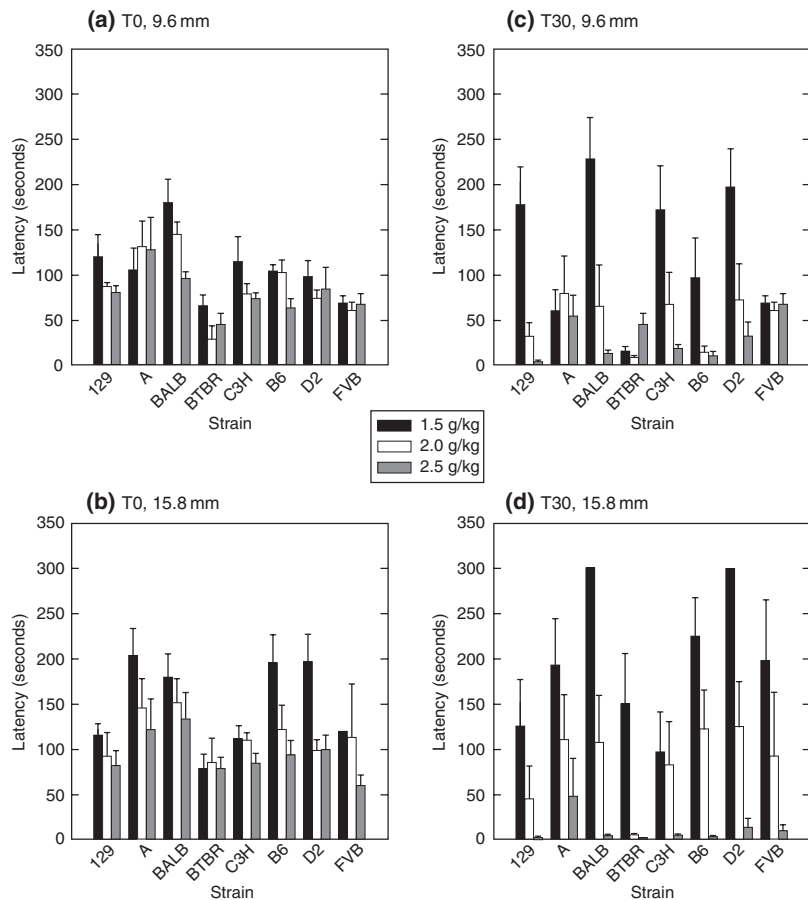 (a) T0, 9.6 mm
350
300
250
200
150
100
50
0
Latency (seconds)
129
A
BALB
BTBR
C3H
B6
D2
FVB
Strain
(c) T30, 9.6 mm
350
300
250
200
150
100
50
0
Latency (seconds)
129
A
BALB
BTBR
C3H
B6
D2
FVB
Strain
1.5 g/kg
2.0 g/kg
2.5 g/kg
(b) T0, 15.8 mm
350
300
250
200
150
100
50
0
Latency (seconds)
129
A
BALB
BTBR
C3H
B6
D2
FVB
Strain
(d) T30, 15.8 mm
350
300
250
200
150
100
50
0
Latency (seconds)
129
A
BALB
BTBR
C3H
B6
D2
FVB
Strain